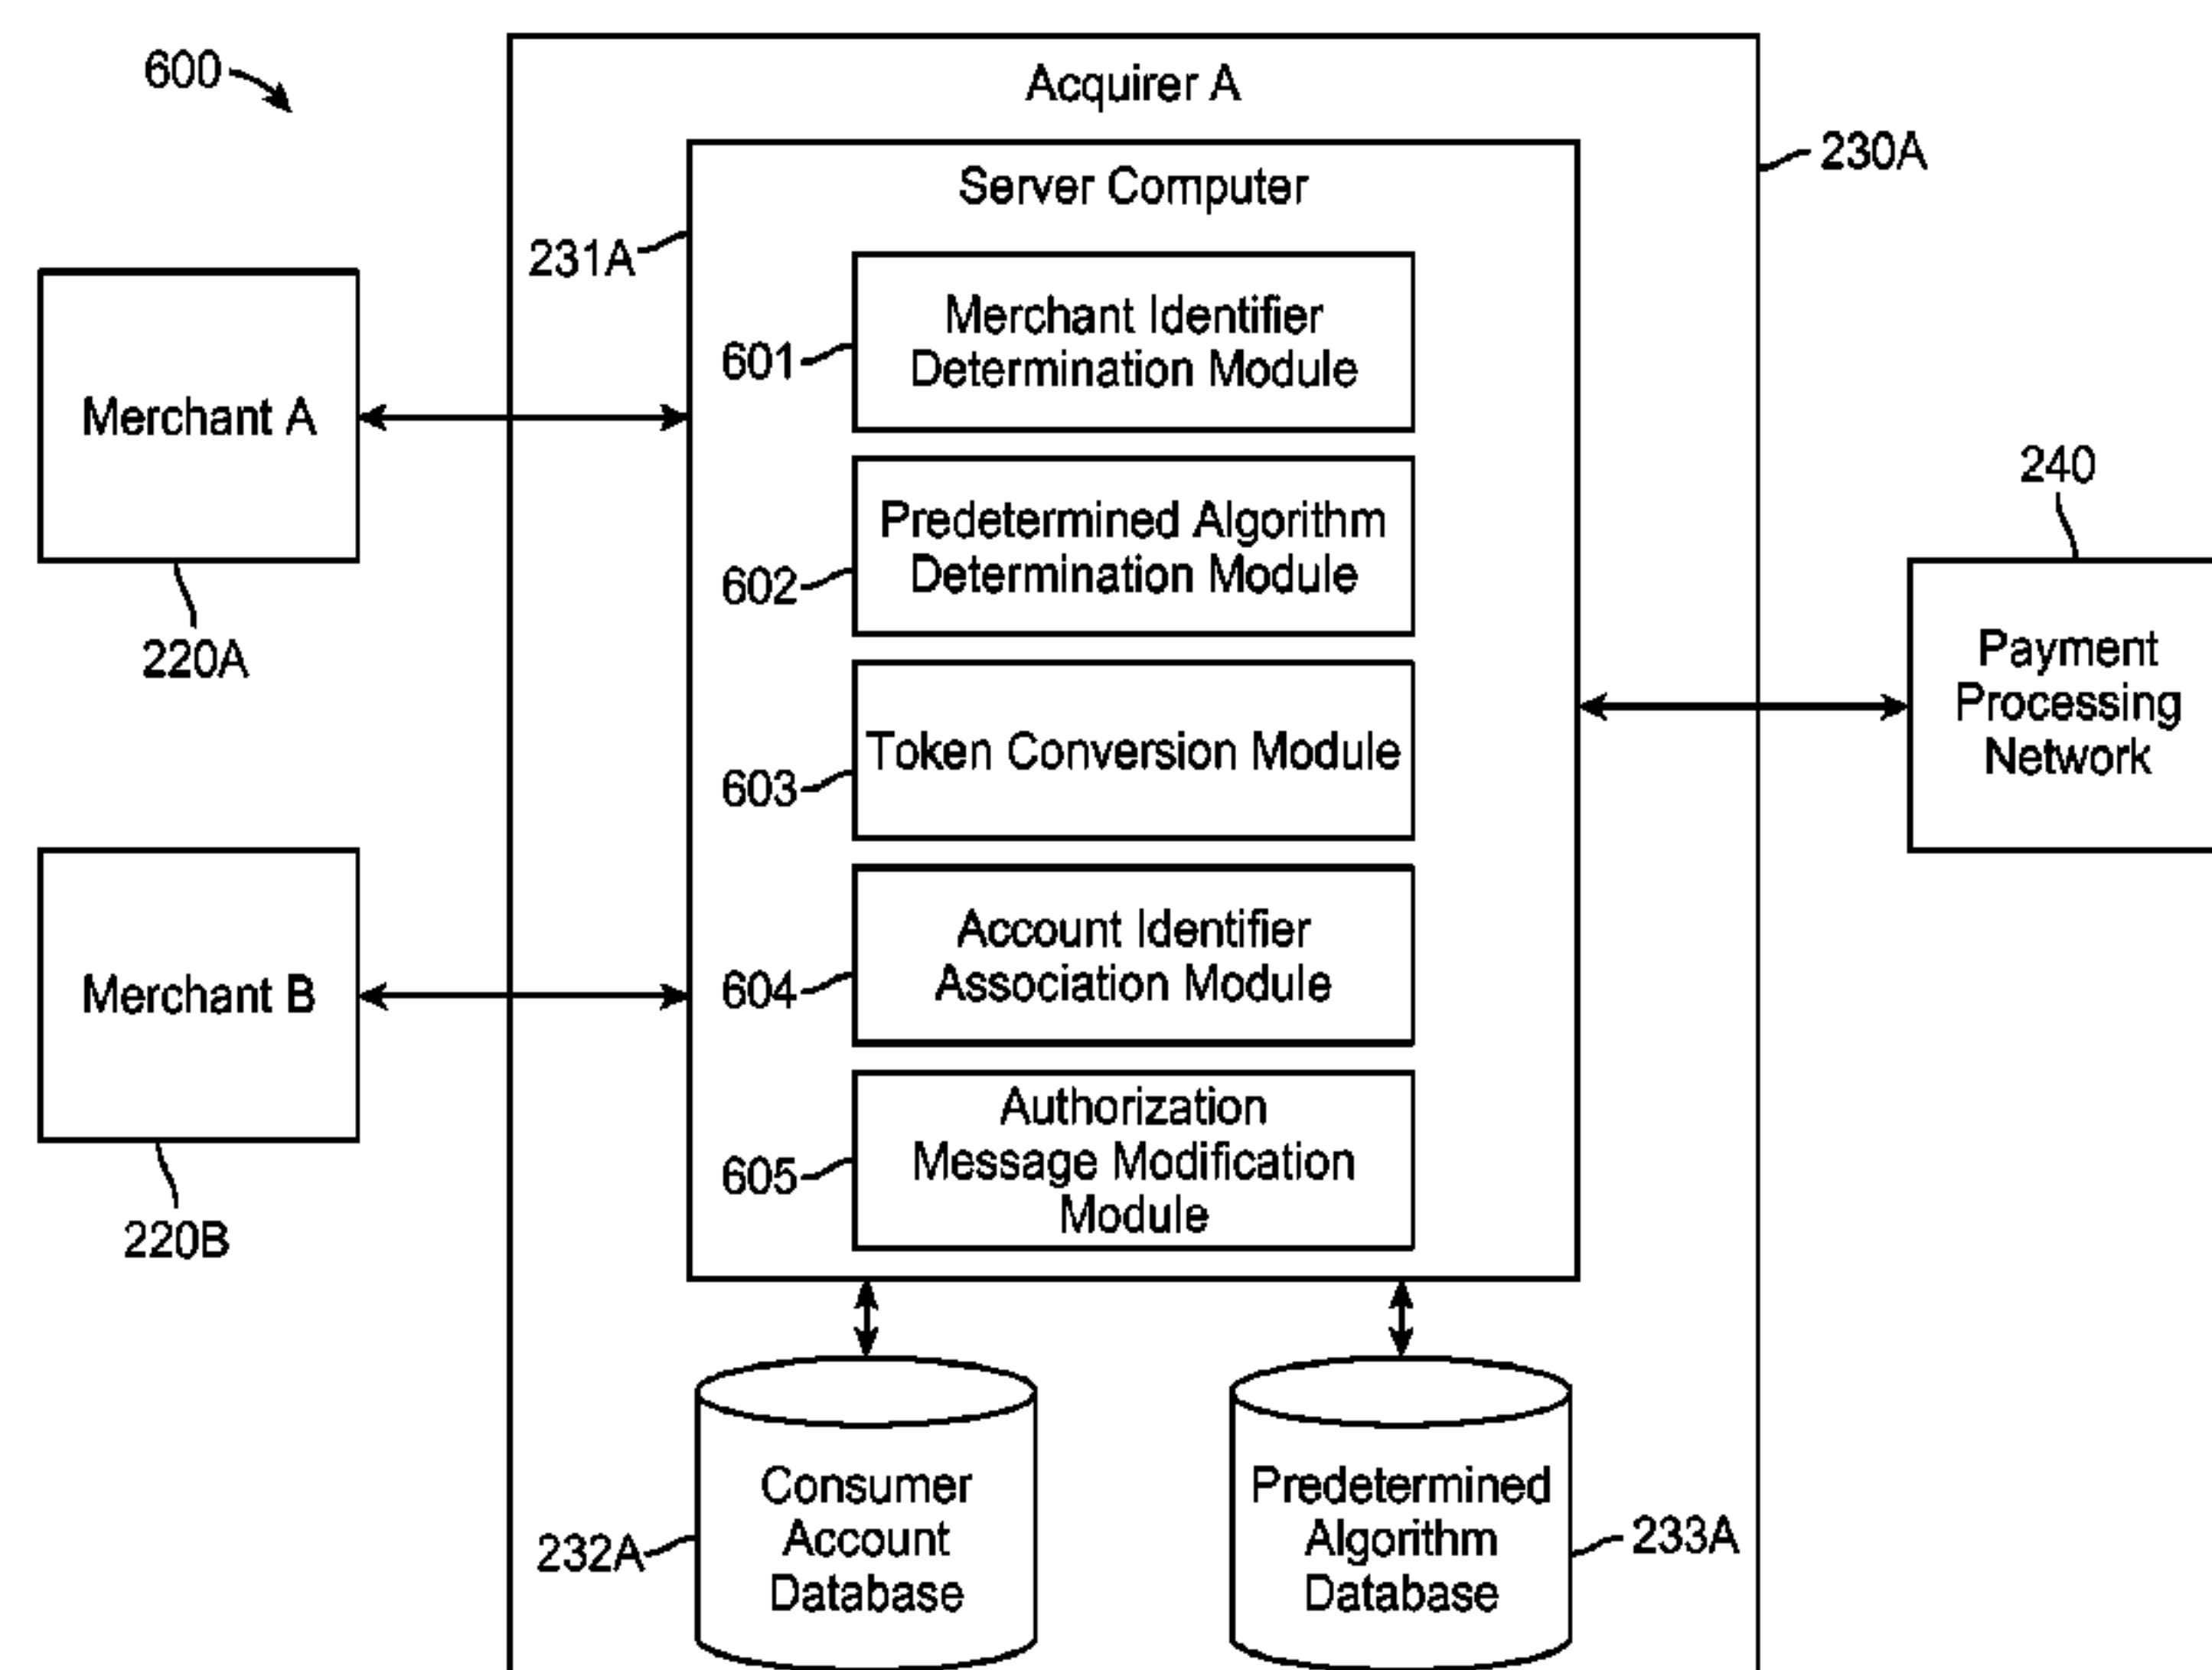 600
Acquirer A
230A
Server Computer
231A
Merchant Identifier
Determination Module
601
Merchant A
220A
Predetermined Algorithm
Determination Module
602
240
Payment
Processing
Network
Token Conversion Module
603
Merchant B
220B
Account Identifier
Association Module
604
Authorization
Message Modification
Module
605
Consumer
Account
Database
232A
Predetermined
Algorithm
Database
233A